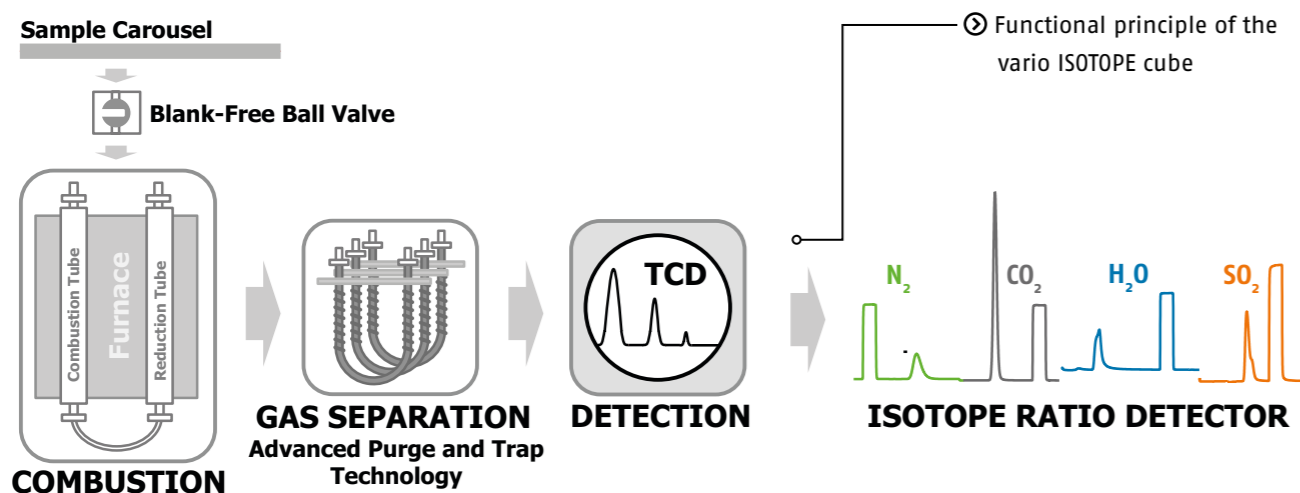 Sample Carousel
Functional principle of the
vario ISOTOPE cube
Blank-Free Ball Valve
Combustion Tube
Furnace
Reduction Tube
TCD
N₂
CO₂
H₂O
SO₂
COMBUSTION
GAS SEPARATION
Advanced Purge and Trap
Technology
DETECTION
ISOTOPE RATIO DETECTOR